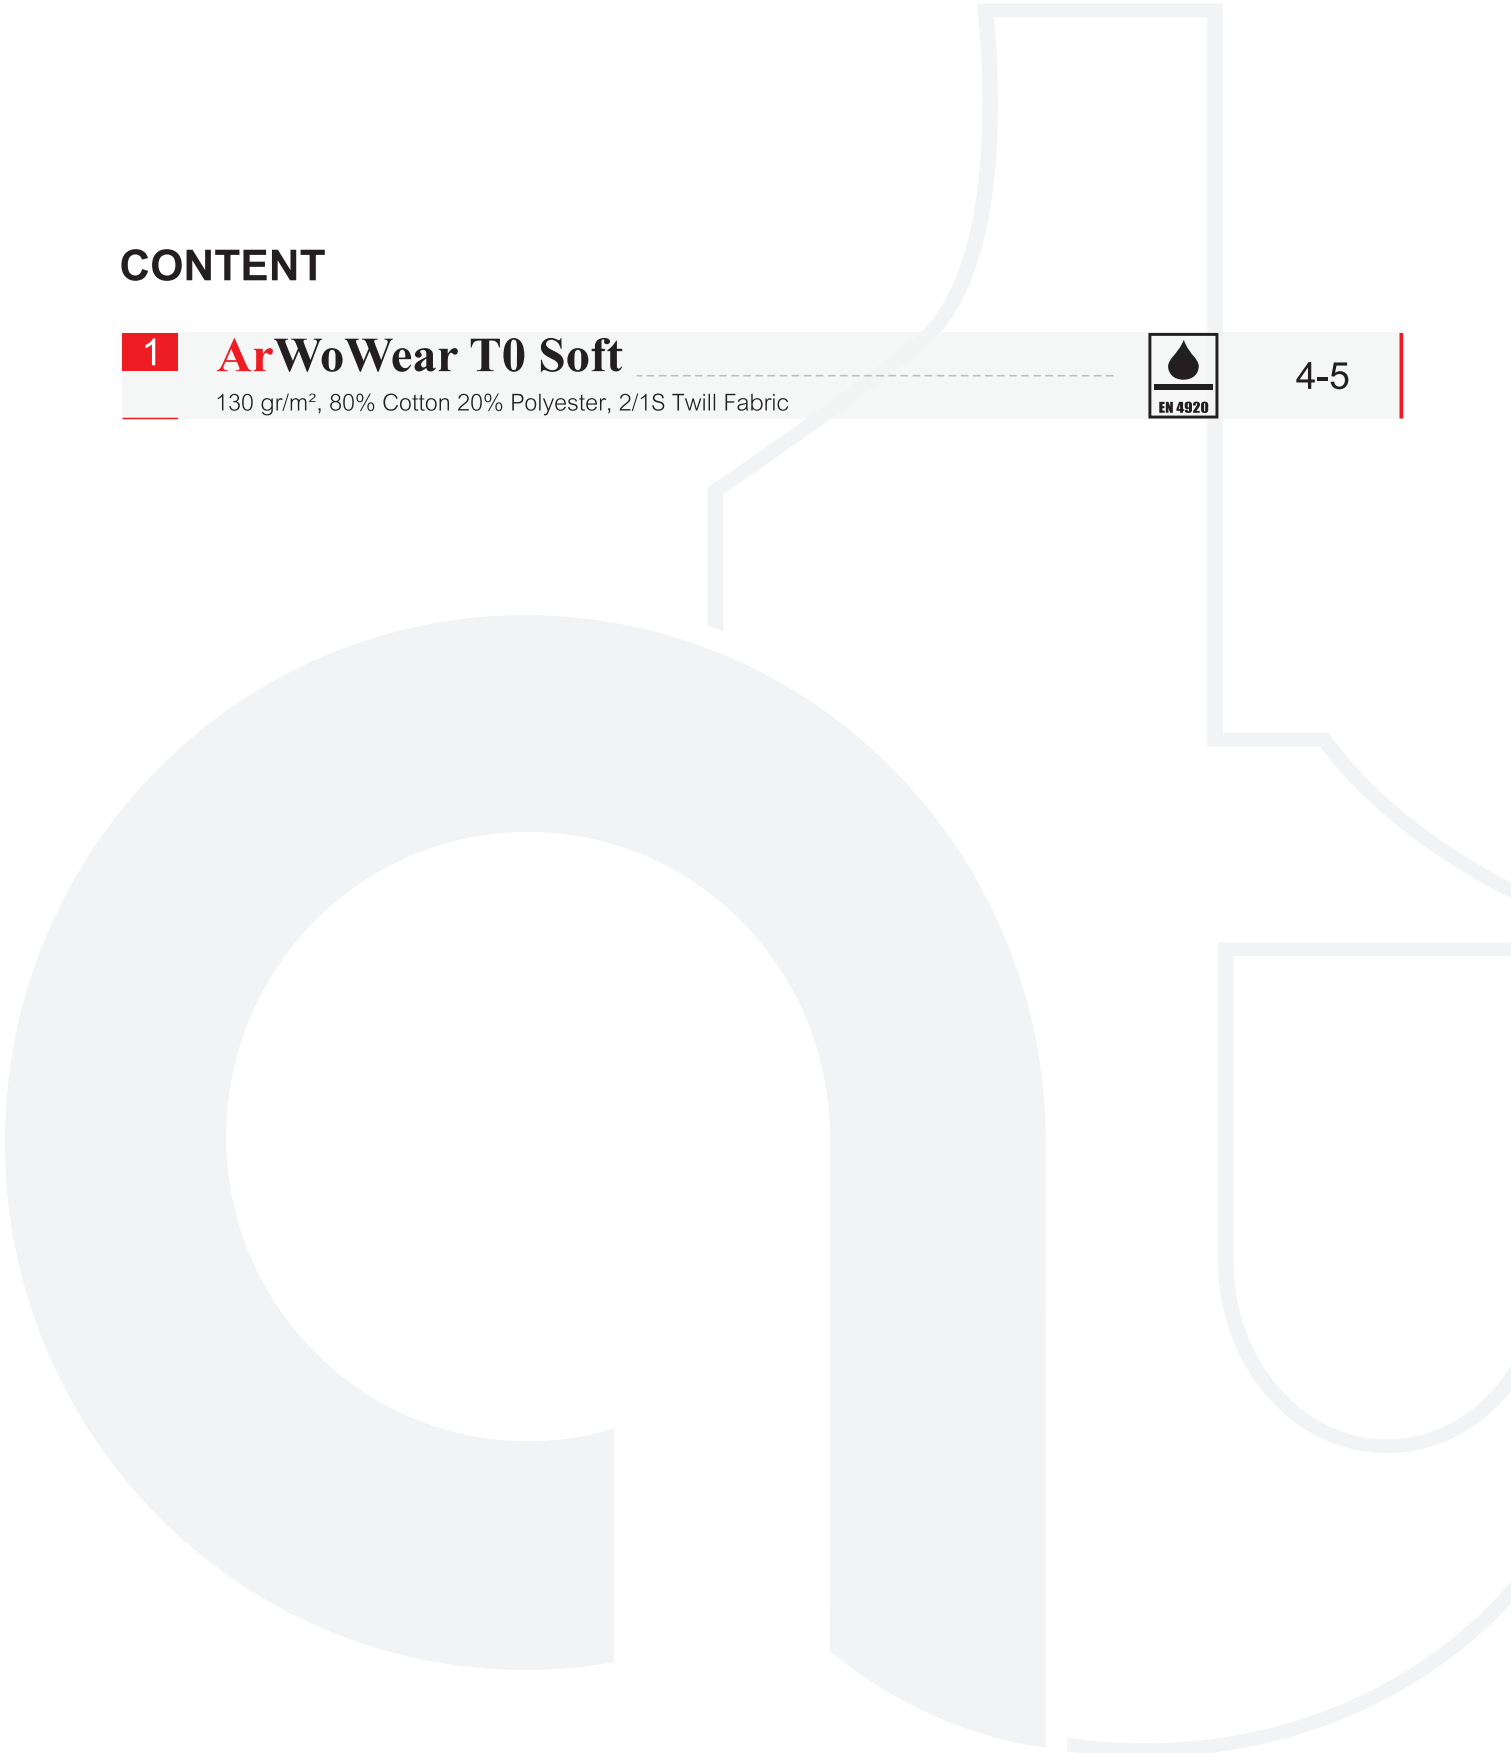 CONTENT
1
ArWoWear T0 Soft
130 gr/m², 80% Cotton 20% Polyester, 2/1S Twill Fabric
EN 4920
4-5